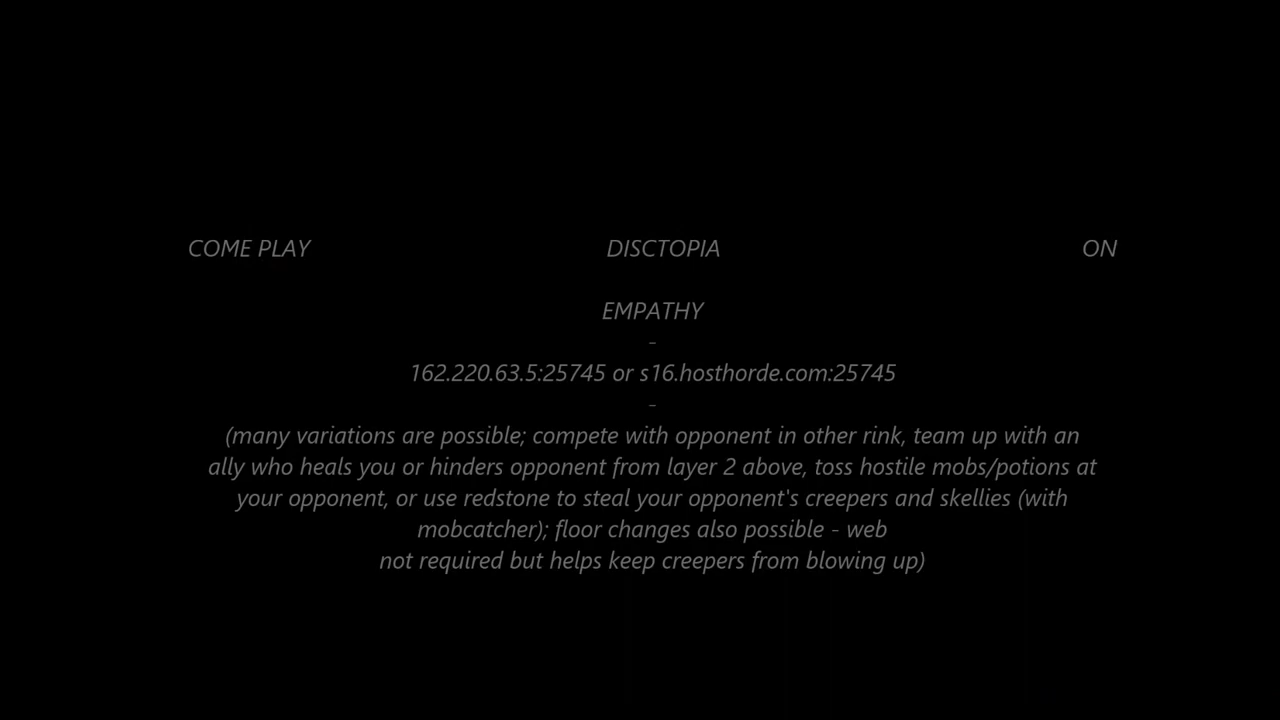 COME PLAY DISCTOPIA ON
EMPATHY
-
162.220.63.5:25745 or s16.hosthorde.com:25745
-
(many variations are possible; compete with opponent in other rink, team up with an
ally who heals you or hinders opponent from layer 2 above, toss hostile mobs/potions at
your opponent, or use redstone to steal your opponent's creepers and skellies (with
mobcatcher); floor changes also possible - web
not required but helps keep creepers from blowing up)